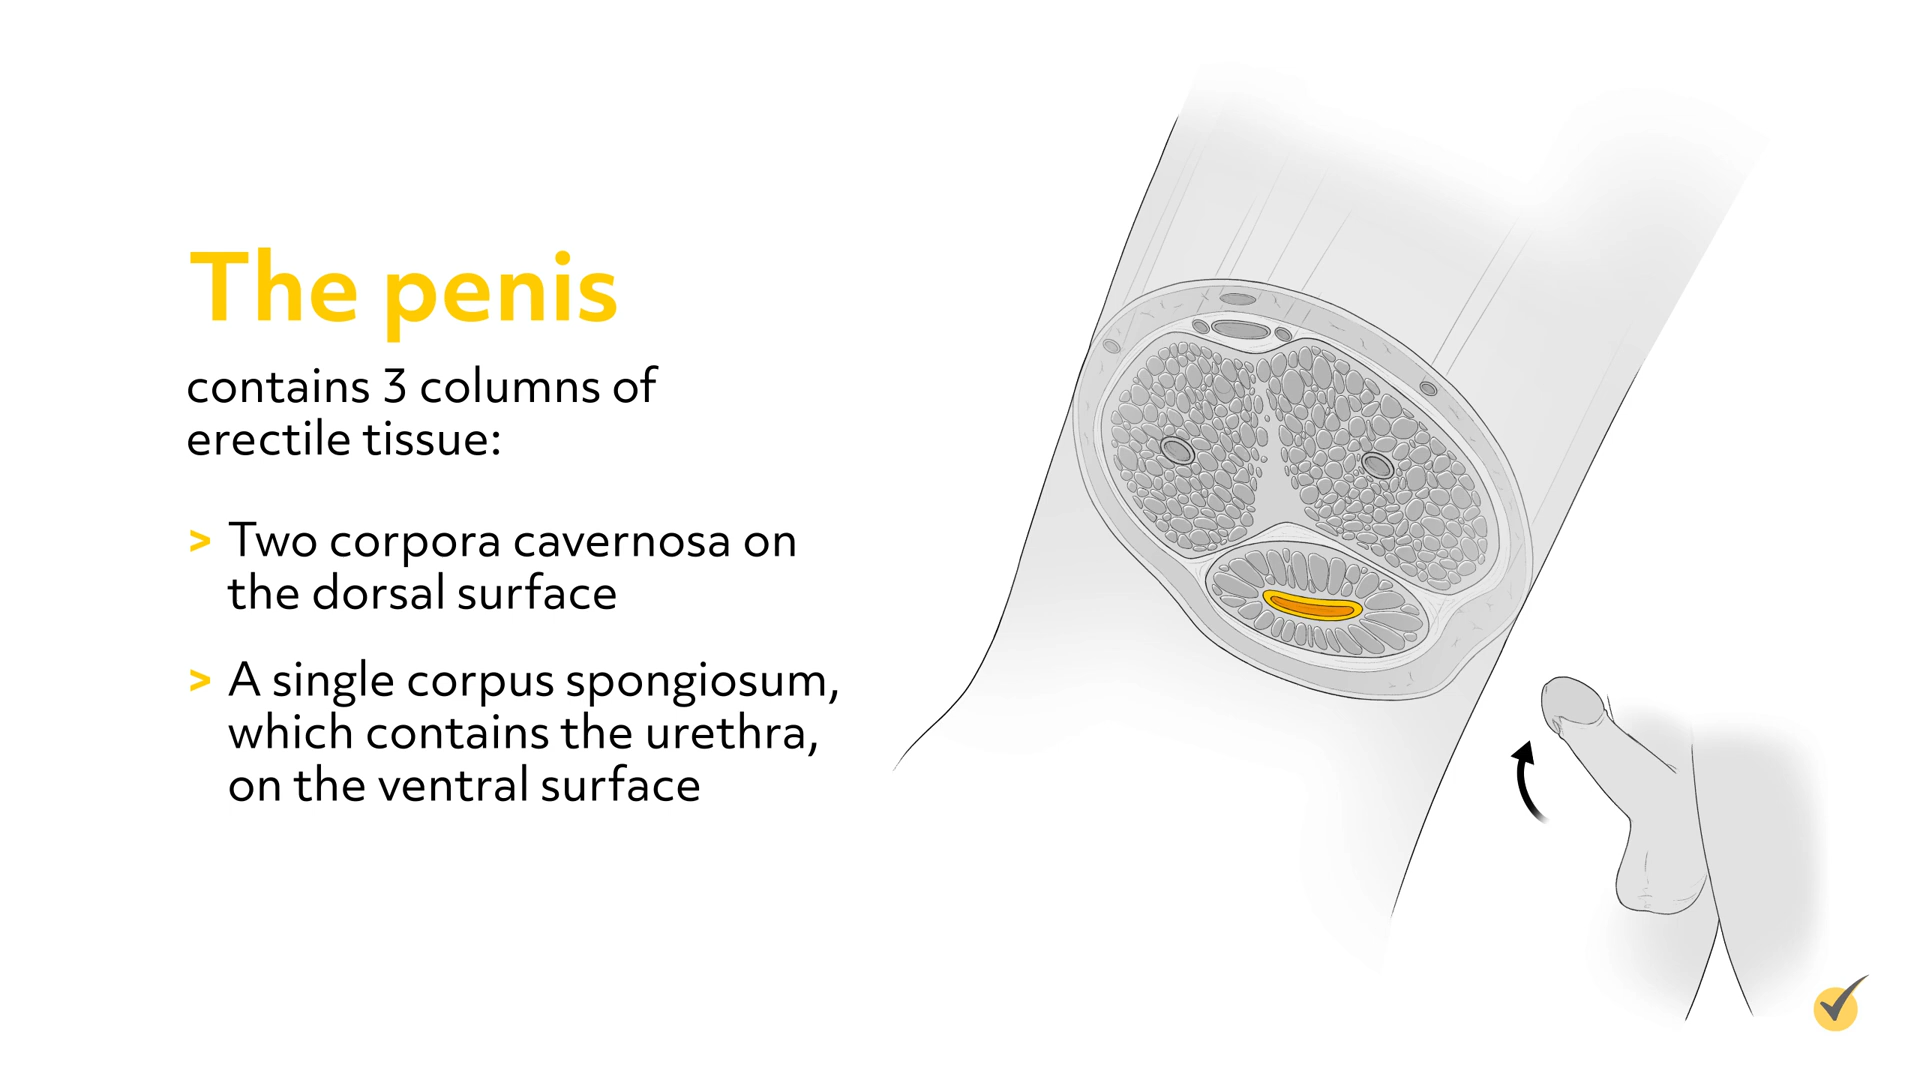 The penis
contains 3 columns of
erectile tissue:
> Two corpora cavernosa on
the dorsal surface
> A single corpus spongiosum,
which contains the urethra,
on the ventral surface